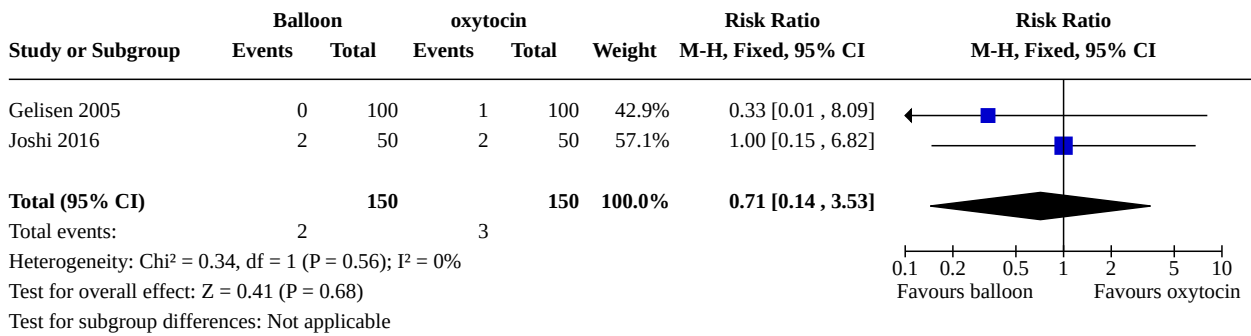 Balloon oxytocin Risk Ratio Risk Ratio
Study or Subgroup Events Total Events Total Weight M-H, Fixed, 95% CI M-H, Fixed, 95% CI
Gelisen 2005 0 100 1 100 42.9% 0.33 [0.01 , 8.09]
Joshi 2016 2 50 2 50 57.1% 1.00 [0.15 , 6.82]
Total (95% CI) 150 150 100.0% 0.71 [0.14 , 3.53]
Total events: 2 3
Heterogeneity: Chi² = 0.34, df = 1 (P = 0.56); I² = 0%
0.1 0.2 0.5 1 2 5 10
Test for overall effect: Z = 0.41 (P = 0.68)
Favours balloon Favours oxytocin
Test for subgroup differences: Not applicable